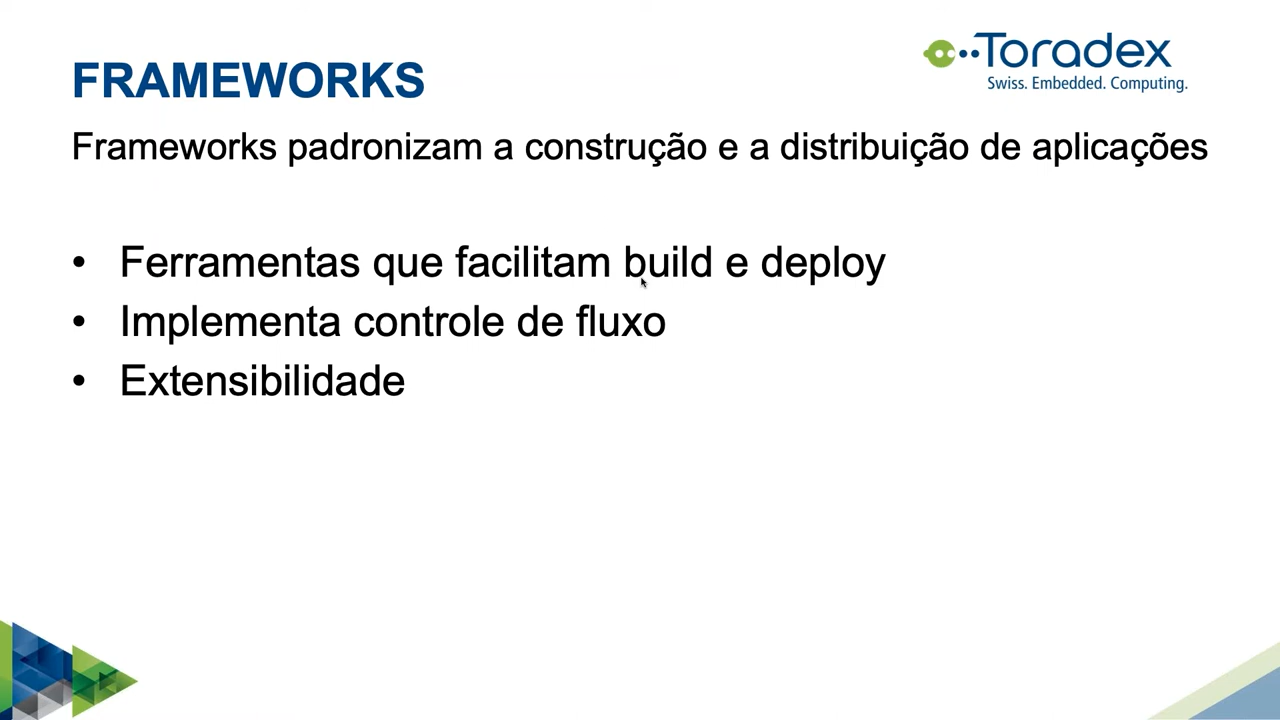 FRAMEWORKS
Toradex
Swiss. Embedded. Computing.
Frameworks padronizam a construção e a distribuição de aplicações
• Ferramentas que facilitam build e deploy
• Implementa controle de fluxo
• Extensibilidade